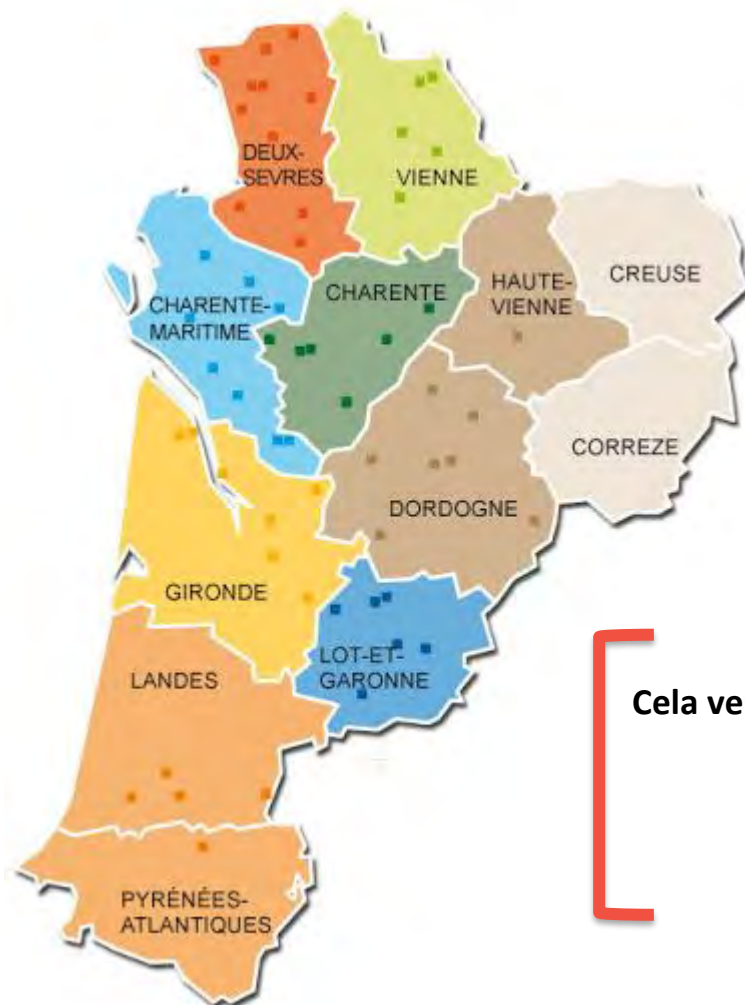 DEUX-
SEVRES
VIENNE
CHARENTE-
MARITIME
CHARENTE
HAUTE-
VIENNE
CREUSE
CORREZE
DORDOGNE
GIRONDE
LOT-ET-
GARONNE
LANDES
Cela ve
PYRÉNÉES-
ATLANTIQUES